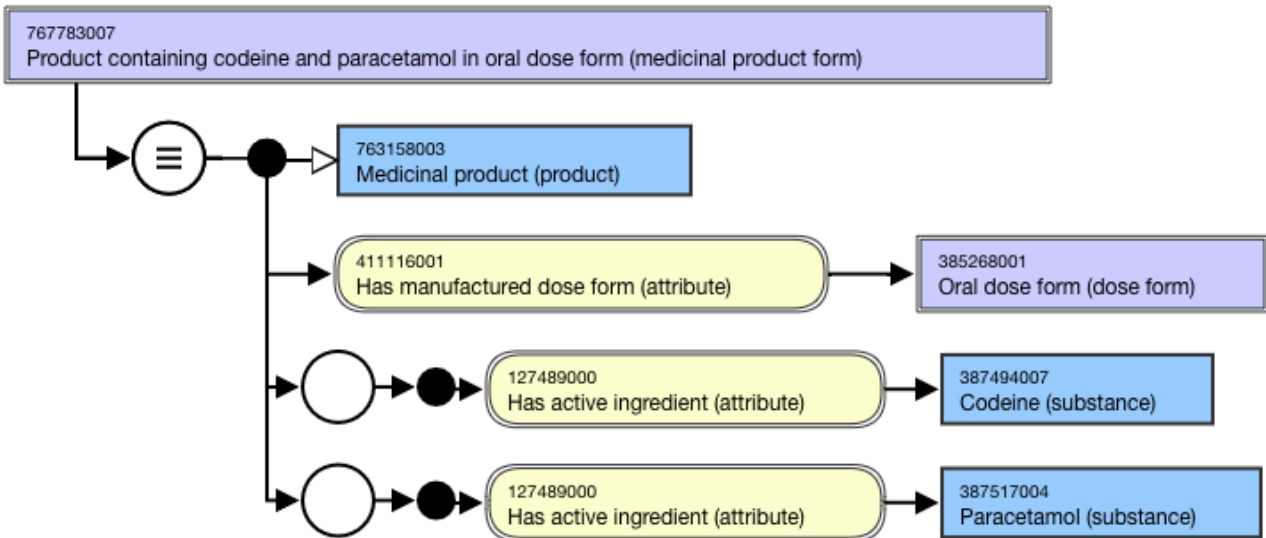 767783007
Product containing codeine and paracetamol in oral dose form (medicinal product form)
763158003
Medicinal product (product)
411116001
Has manufactured dose form (attribute)
385268001
Oral dose form (dose form)
127489000
Has active ingredient (attribute)
387494007
Codeine (substance)
127489000
Has active ingredient (attribute)
387517004
Paracetamol (substance)